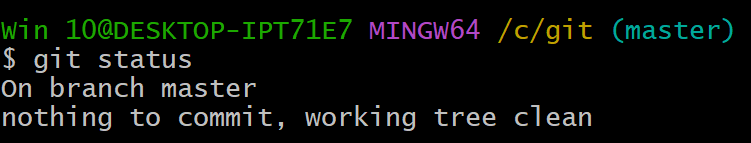 Win 10@DESKTOP-IPT71E7 MINGW64 /c/git (master)
$ git status
On branch master
nothing to commit, working tree clean